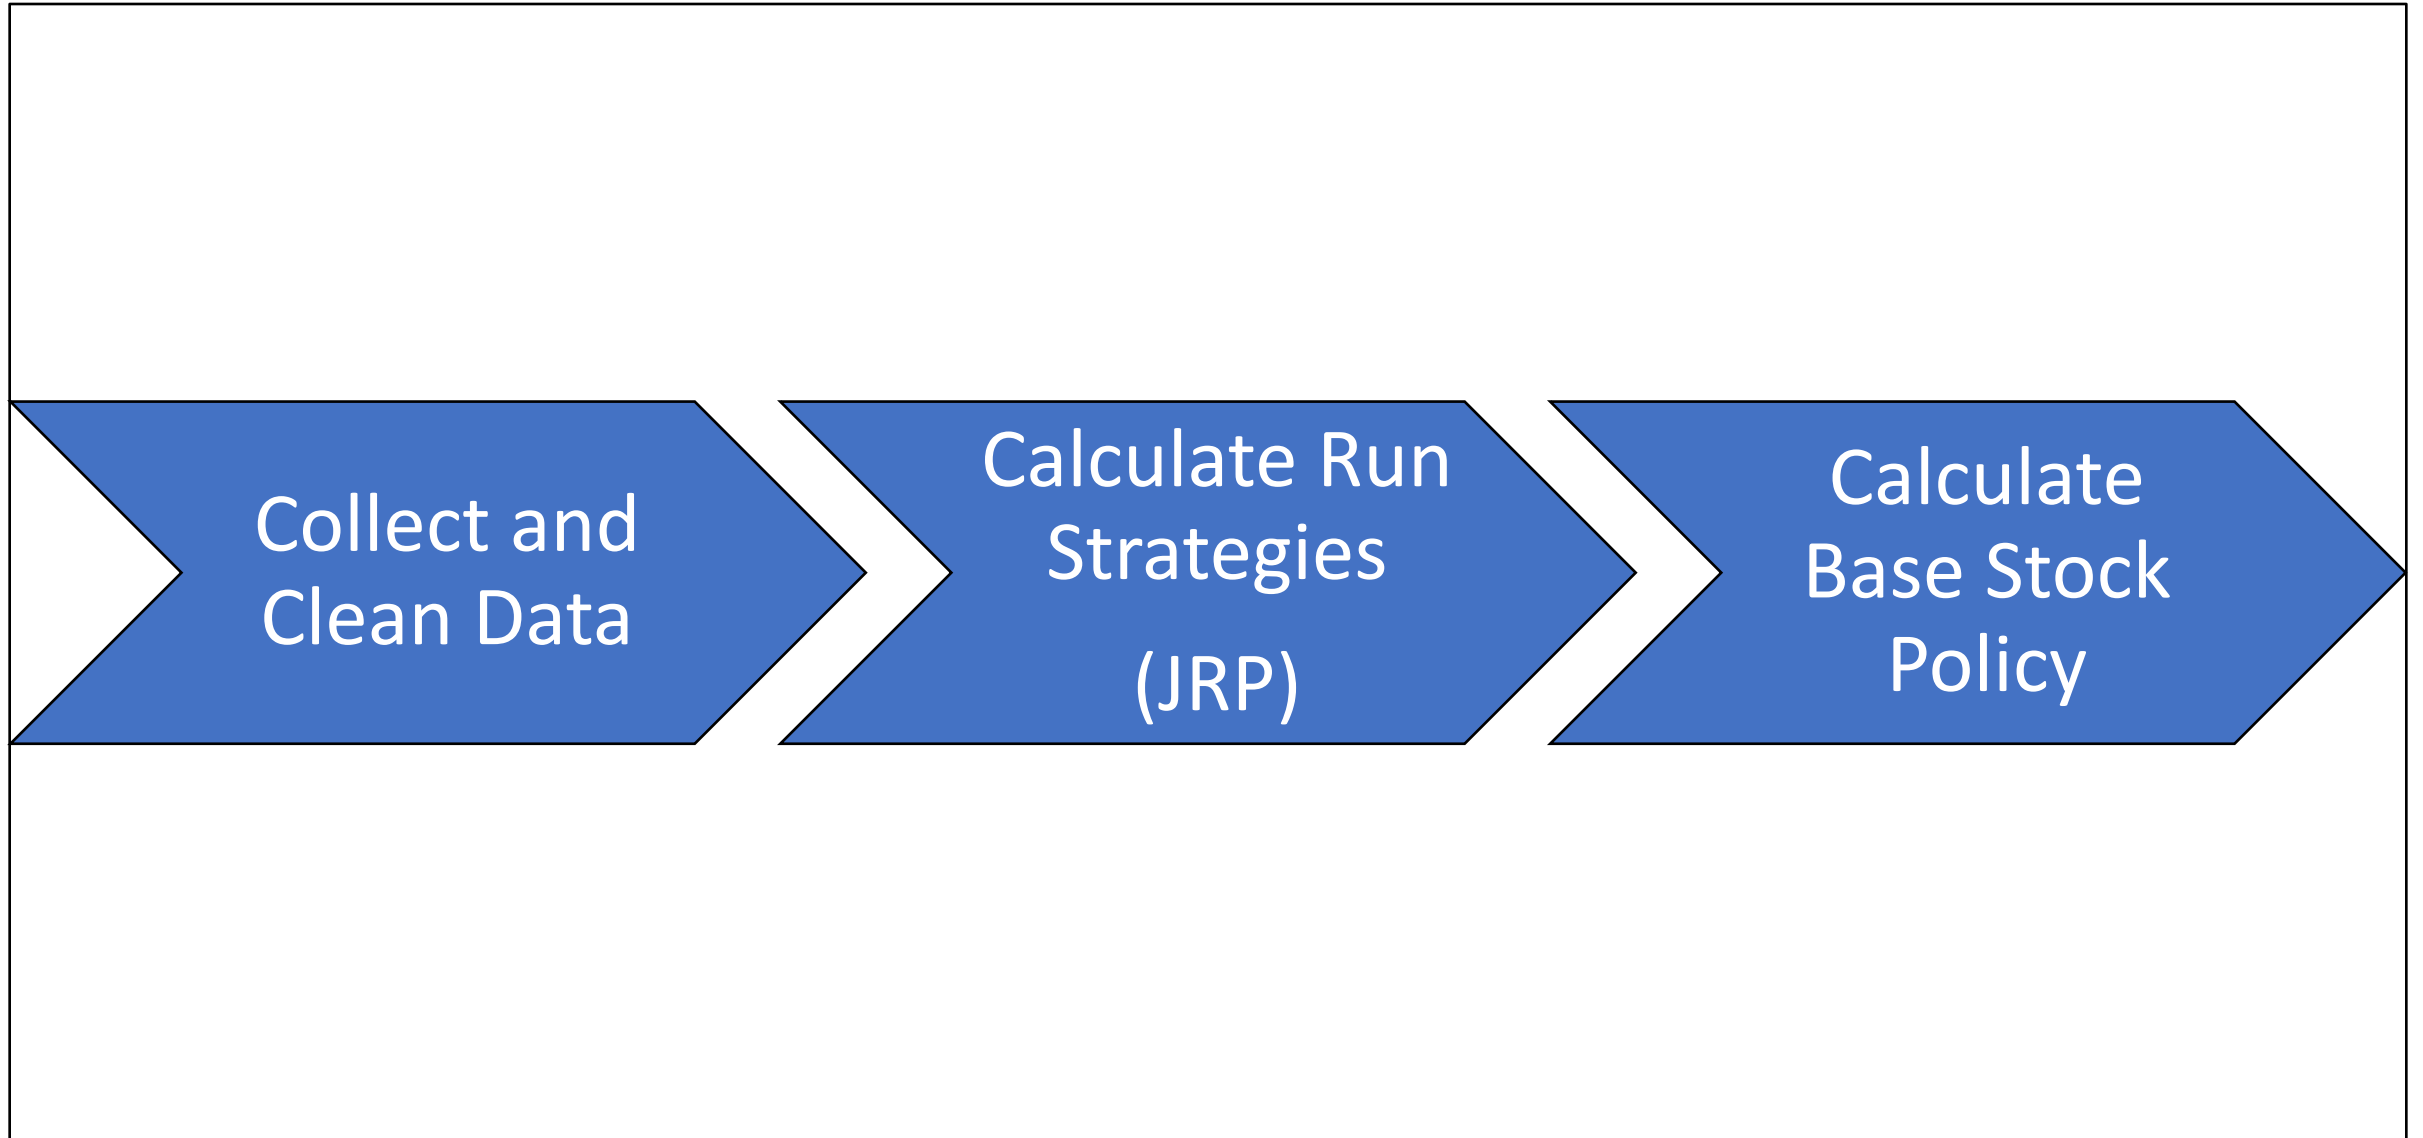 Collect and
Clean Data
Calculate Run
Strategies
(JRP)
Calculate
Base Stock
Policy